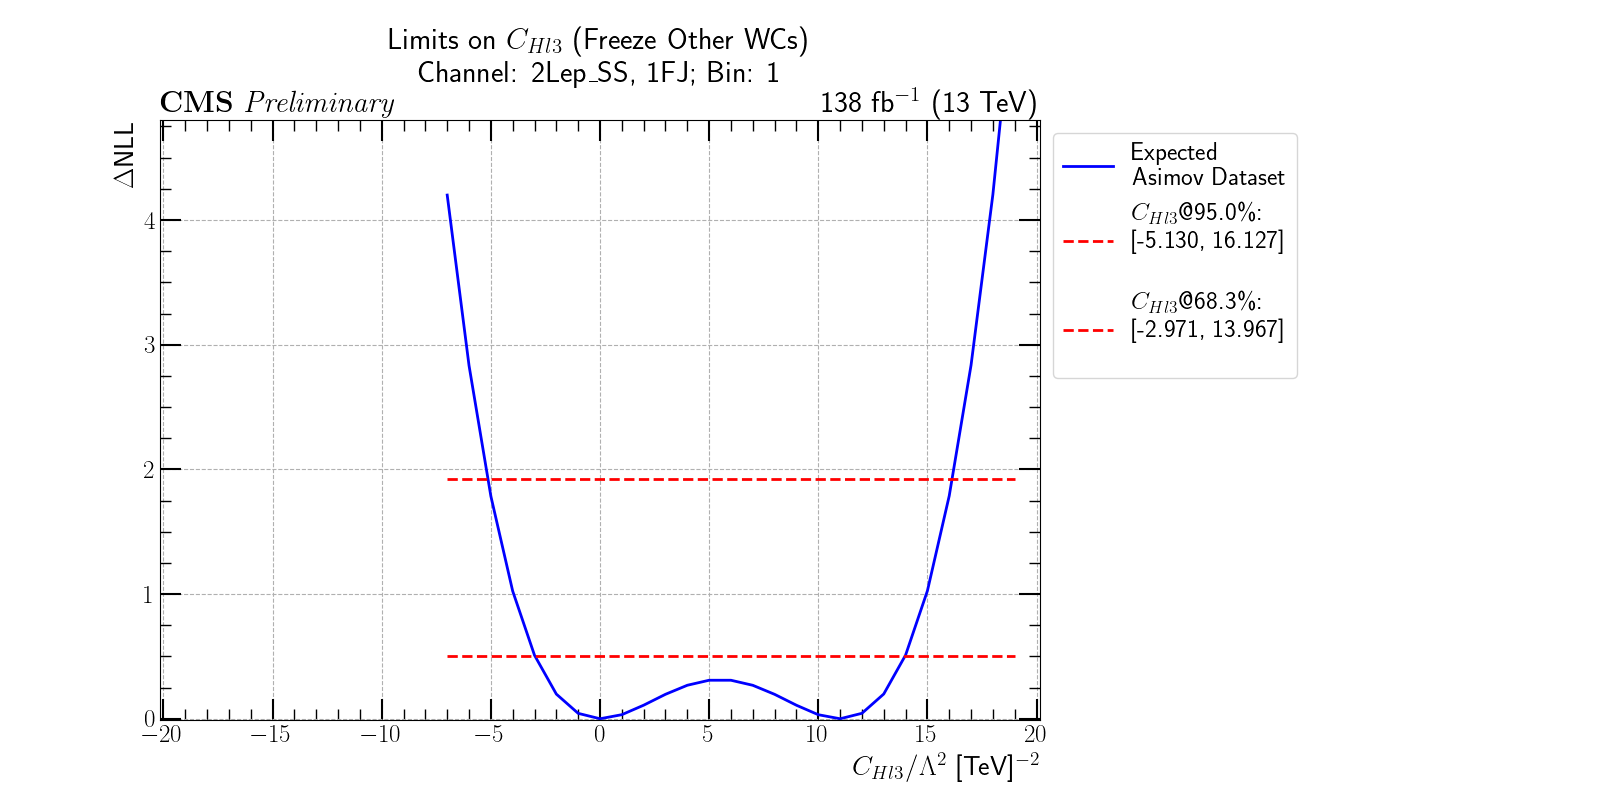 Limits on C_{Hl3} (Freeze Other WCs)
Channel: 2Lep_SS, 1FJ; Bin: 1
CMS Preliminary
138 fb^{-1} (13 TeV)
ΔNLL
4
3
2
1
0
−20
−15
−10
−5
0
5
10
15
20
C_{Hl3}/Λ^2 [TeV]^{-2}
Expected
Asimov Dataset
C_{Hl3}@95.0%:
[-5.130, 16.127]
C_{Hl3}@68.3%:
[-2.971, 13.967]